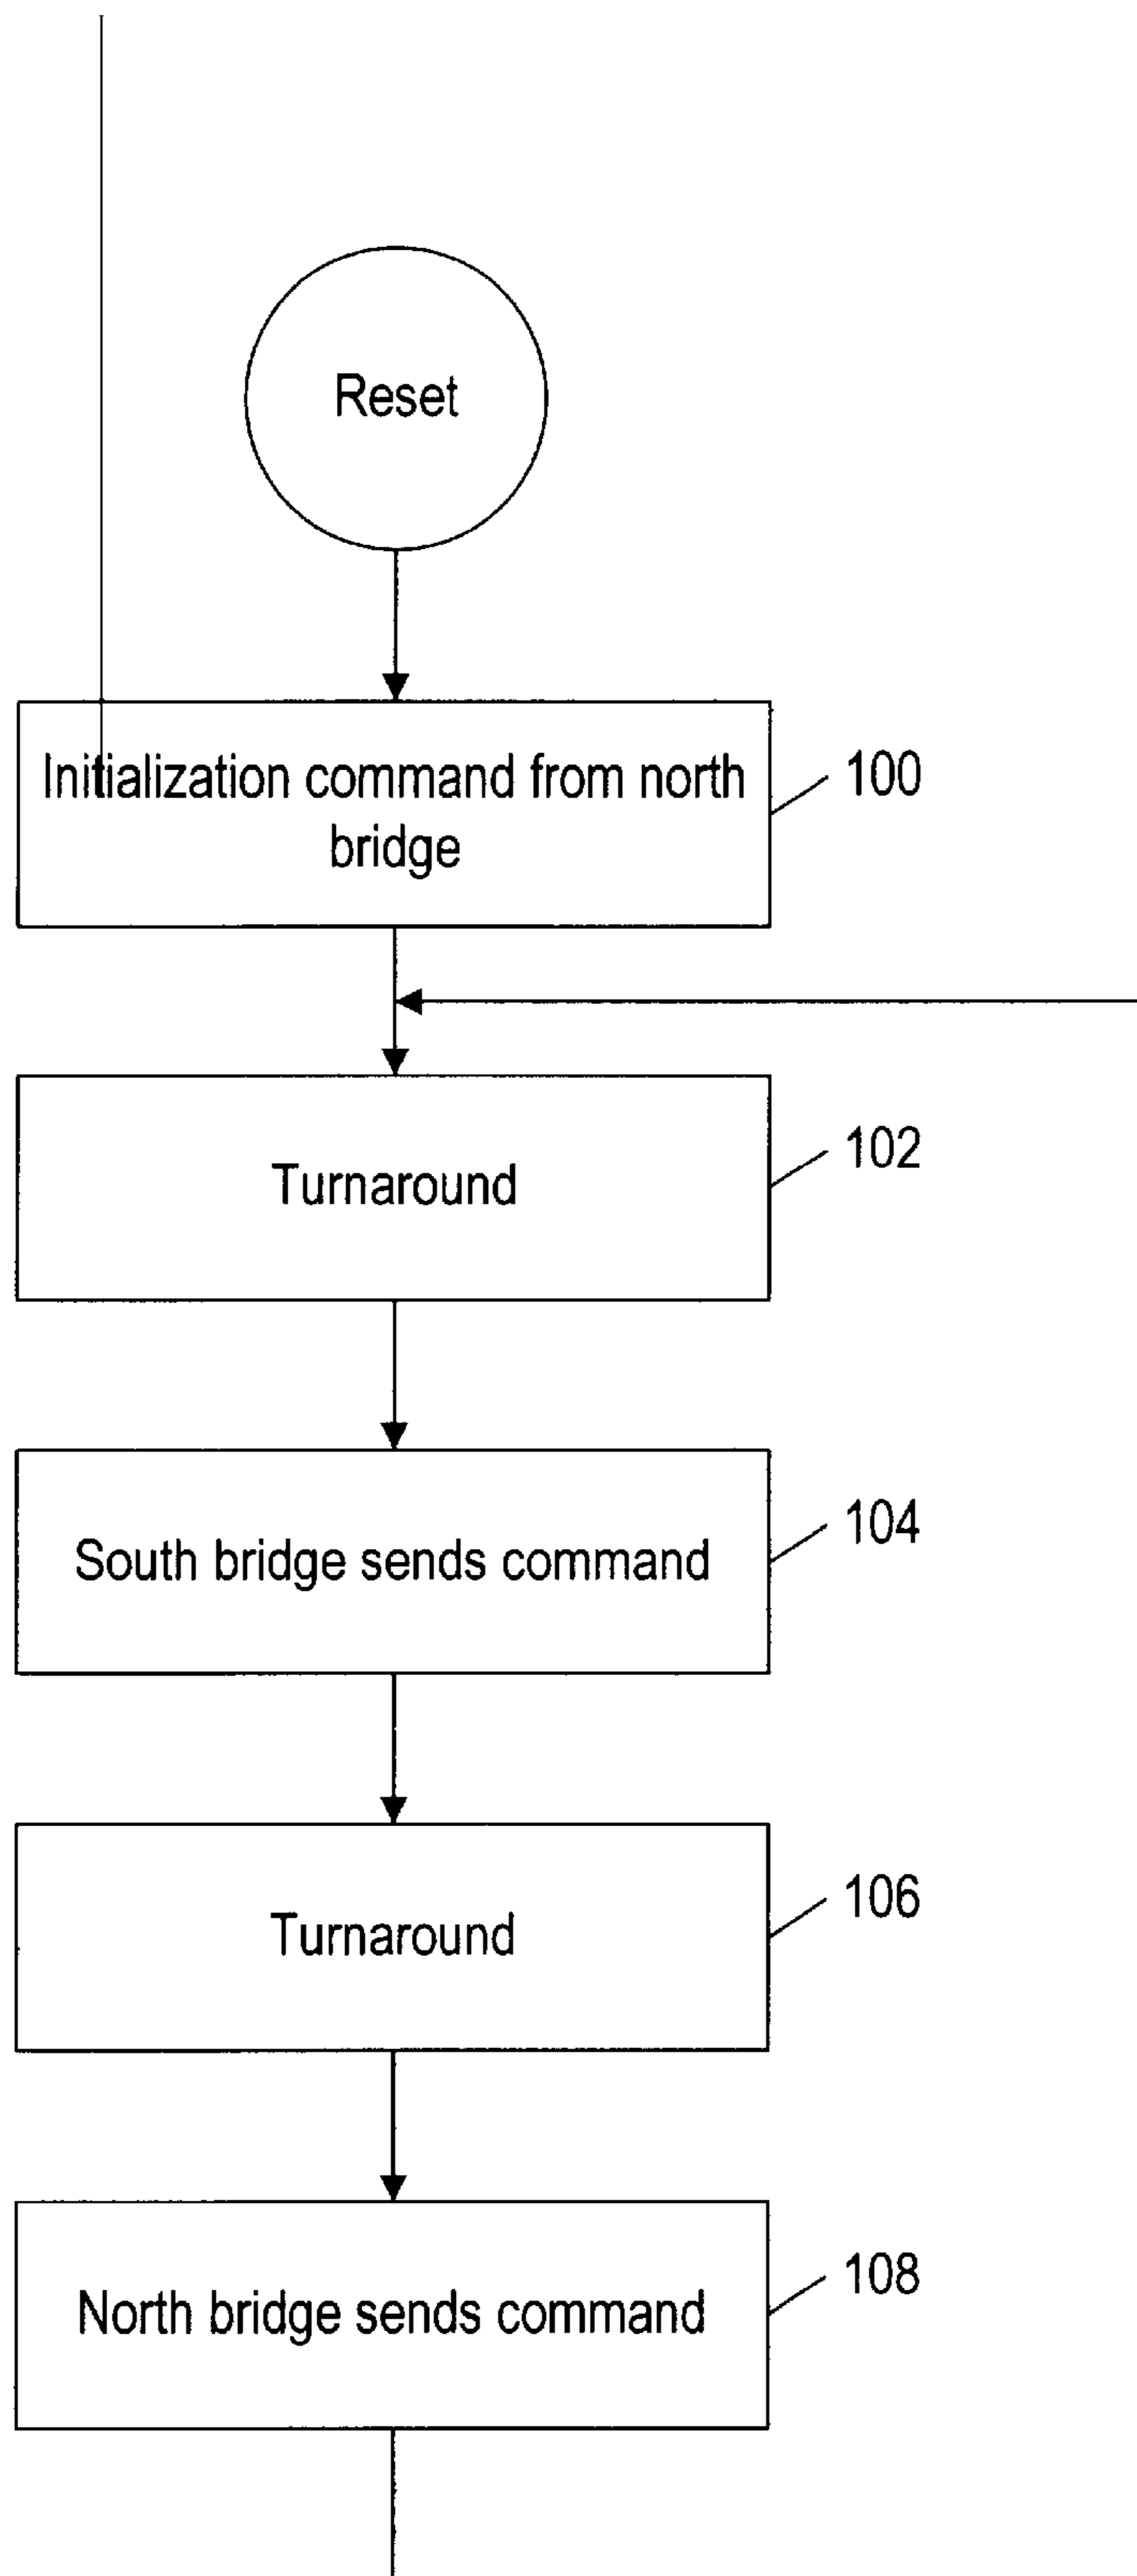 Reset
Initialization command from north
bridge
100
Turnaround
102
South bridge sends command
104
Turnaround
106
North bridge sends command
108